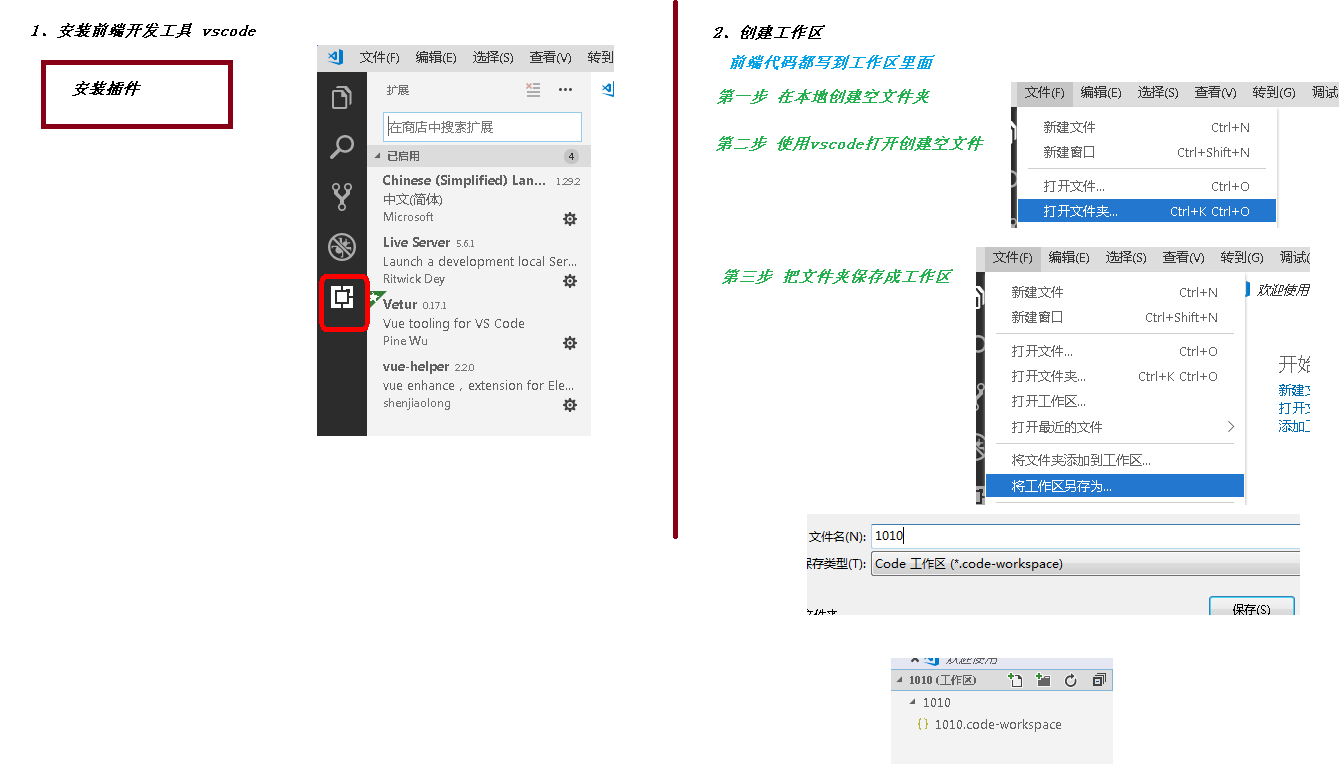 1、安装前端开发工具 vscode
安装插件
文件(F) 编辑(E) 选择(S) 查看(V) 转到
扩展
在商店中搜索扩展
已启用 4
Chinese (Simplified) Lan... 1.29.2
中文(简体)
Microsoft
Live Server 5.6.1
Launch a development local Ser...
Ritwick Dey
Vetur 0.17.1
Vue tooling for VS Code
Pine Wu
vue-helper 2.2.0
vue enhance , extension for Ele...
shenjiaolong
2、创建工作区
前端代码都写到工作区里面
第一步 在本地创建空文件夹
第二步 使用vscode打开创建空文件
文件(F) 编辑(E) 选择(S) 查看(V) 转到(G) 调试
新建文件 Ctrl+N
新建窗口 Ctrl+Shift+N
打开文件... Ctrl+O
打开文件夹... Ctrl+K Ctrl+O
第三步 把文件夹保存成工作区
文件(F) 编辑(E) 选择(S) 查看(V) 转到(G) 调试(
新建文件 Ctrl+N
新建窗口 Ctrl+Shift+N
打开文件... Ctrl+O
打开文件夹... Ctrl+K Ctrl+O
打开工作区...
打开最近的文件
将文件夹添加到工作区...
将工作区另存为...
欢迎使用
开始
新建文
打开文
添加工
文件名(N): 1010
保存类型(T): Code 工作区 (*.code-workspace)
保存(S)
欢迎使用
1010 (工作区)
1010
{} 1010.code-workspace